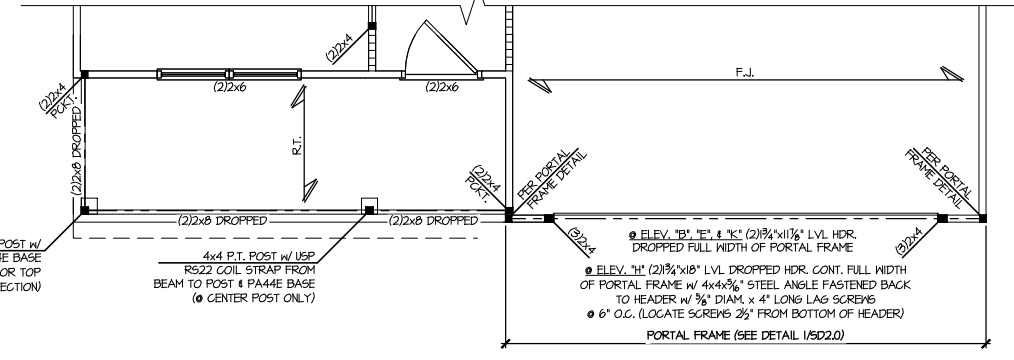 (2)2x4
F.J.
(2)2x6
(2)2x6
(2)2x4
PCKT.
(2)2x8 DROPPED
R.T.
(2)2x4
PCKT.
PER PORTAL
FRAME DETAIL
PER PORTAL
FRAME DETAIL
(2)2x8 DROPPED
(2)2x8 DROPPED
(3)2x4
(3)2x4
POST W/
BASE
OR TOP
ECTION)
4x4 P.T. POST W/ USP
RS22 COIL STRAP FROM
BEAM TO POST & PA44E BASE
(@ CENTER POST ONLY)
@ ELEV. "B", "E", & "K" (2)1¾"x11⅞" LVL HDR.
DROPPED FULL WIDTH OF PORTAL FRAME
@ ELEV. "H" (2)1¾"x18" LVL DROPPED HDR. CONT. FULL WIDTH
OF PORTAL FRAME W/ 4x4x5/16" STEEL ANGLE FASTENED BACK
TO HEADER W/ ⅝" DIAM. x 4" LONG LAG SCREWS
@ 6" O.C. (LOCATE SCREWS 2½" FROM BOTTOM OF HEADER)
PORTAL FRAME (SEE DETAIL 1/SD2.0)